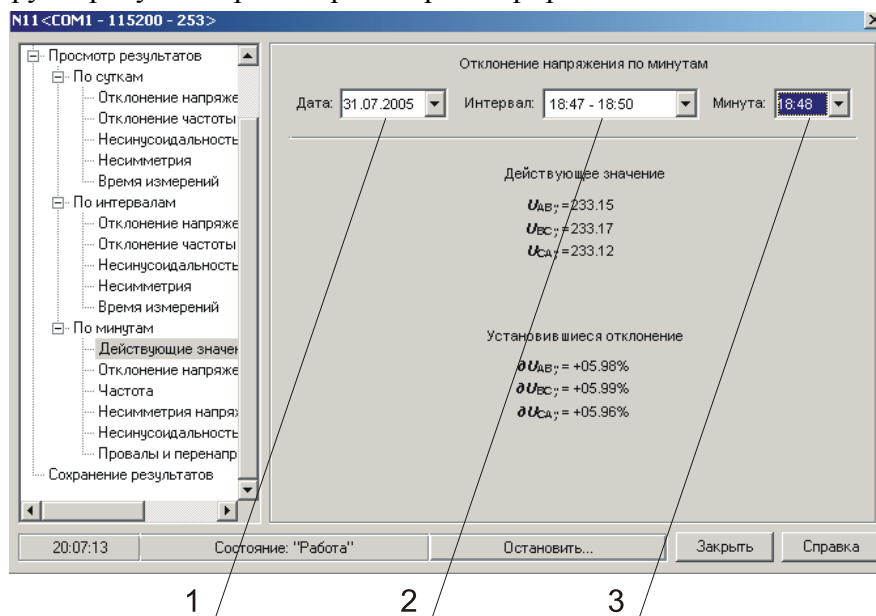 N11<COM1 - 115200 - 253>
Просмотр результатов
По суткам
Отклонение напряже
Отклонение частоты
Несинусоидальность
Несимметрия
Время измерений
По интервалам
Отклонение напряже
Отклонение частоты
Несинусоидальность
Несимметрия
Время измерений
По минутам
Действующие значен
Отклонение напряже
Частота
Несимметрия напряж
Несинусоидальность
Провалы и перенапр
Сохранение результатов
Отклонение напряжения по минутам
Дата: 31.07.2005 Интервал: 18:47 - 18:50 Минута: 18:48
Действующее значение
UAB; =233.15
UBC; =233.17
UCA; =233.12
Установившиеся отклонение
∂UAB; = +05.98%
∂UBC; = +05.99%
∂UCA; = +05.96%
20:07:13 Состояние: "Работа" Остановить... Закрыть Справка
1 2 3